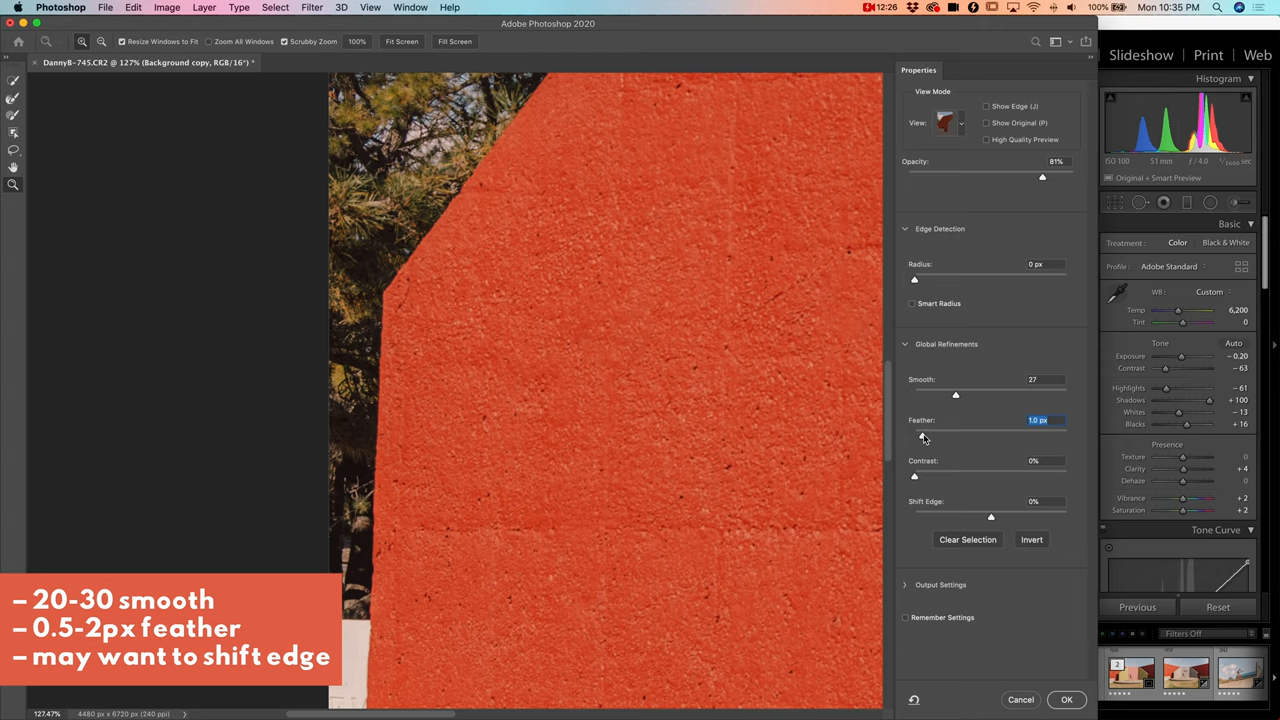 Photoshop File Edit Image Layer Type Select Filter 3D View Window Help
12:26 100% Mon 10:35 PM
Adobe Photoshop 2020
Resize Windows to Fit Zoom All Windows Scrubby Zoom 100% Fit Screen Fill Screen
DannyB-745.CR2 @ 127% (Background copy, RGB/16*) *
Properties
View Mode
View:
Show Edge (J)
Show Original (P)
High Quality Preview
Opacity: 81%
Edge Detection
Radius: 0 px
Smart Radius
Global Refinements
Smooth: 27
Feather: 1.0 px
Contrast: 0%
Shift Edge: 0%
Clear Selection Invert
Output Settings
Remember Settings
Cancel OK
127.47% 4480 px x 6720 px (240 ppi)
– 20-30 smooth
– 0.5-2px feather
– may want to shift edge
Slideshow Print Web
Histogram
ISO 100 51 mm ƒ / 4.0 1/1600 sec
Original + Smart Preview
Basic
Treatment: Color Black & White
Profile: Adobe Standard
WB: Custom
Temp 6,200
Tint 0
Tone Auto
Exposure – 0.20
Contrast – 63
Highlights – 61
Shadows + 100
Whites – 13
Blacks + 16
Presence
Texture 0
Clarity + 4
Dehaze 0
Vibrance + 2
Saturation + 2
Tone Curve
Previous Reset
Filters Off
2